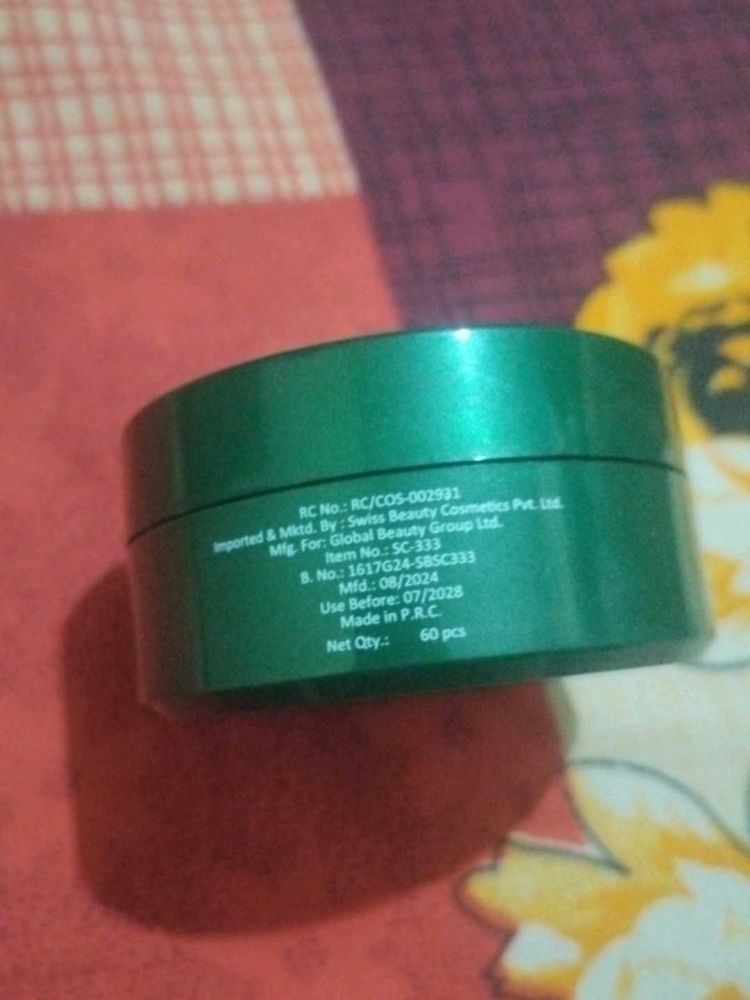 RC No.: RC/COS-002931
Imported & Mktd. By : Swiss Beauty Cosmetics Pvt. Ltd.
Mfg. For: Global Beauty Group Ltd.
Item No.: SC-333
B. No.: 1617G24-SBSC333
Mfd.: 08/2024
Use Before: 07/2028
Made in P.R.C.
Net Qty.: 60 pcs